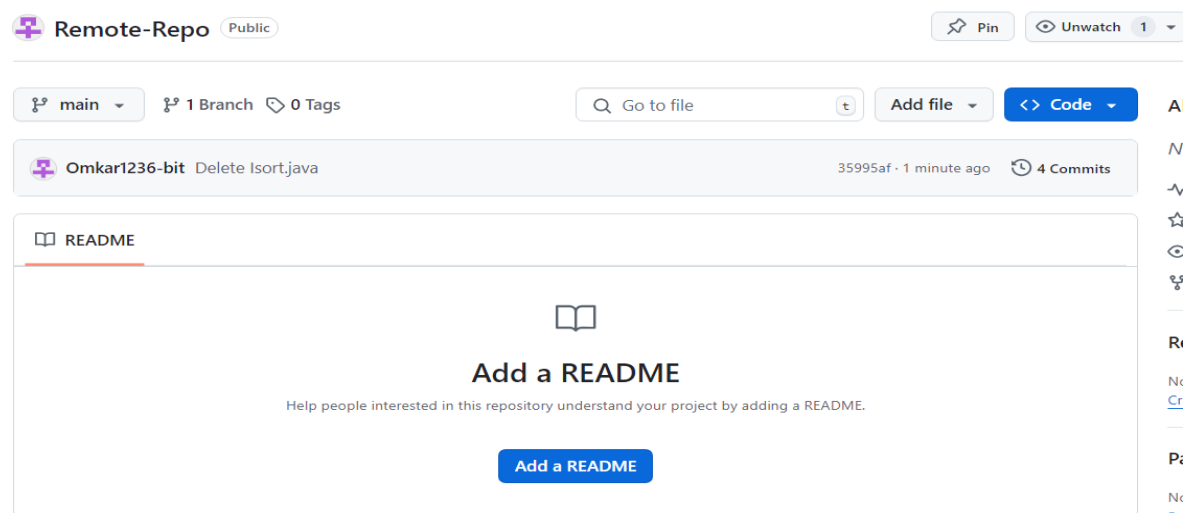 Remote-Repo Public Pin Unwatch 1
main 1 Branch 0 Tags Go to file t Add file Code
Omkar1236-bit Delete Isort.java 35995af · 1 minute ago 4 Commits
README
Add a README
Help people interested in this repository understand your project by adding a README.
Add a README